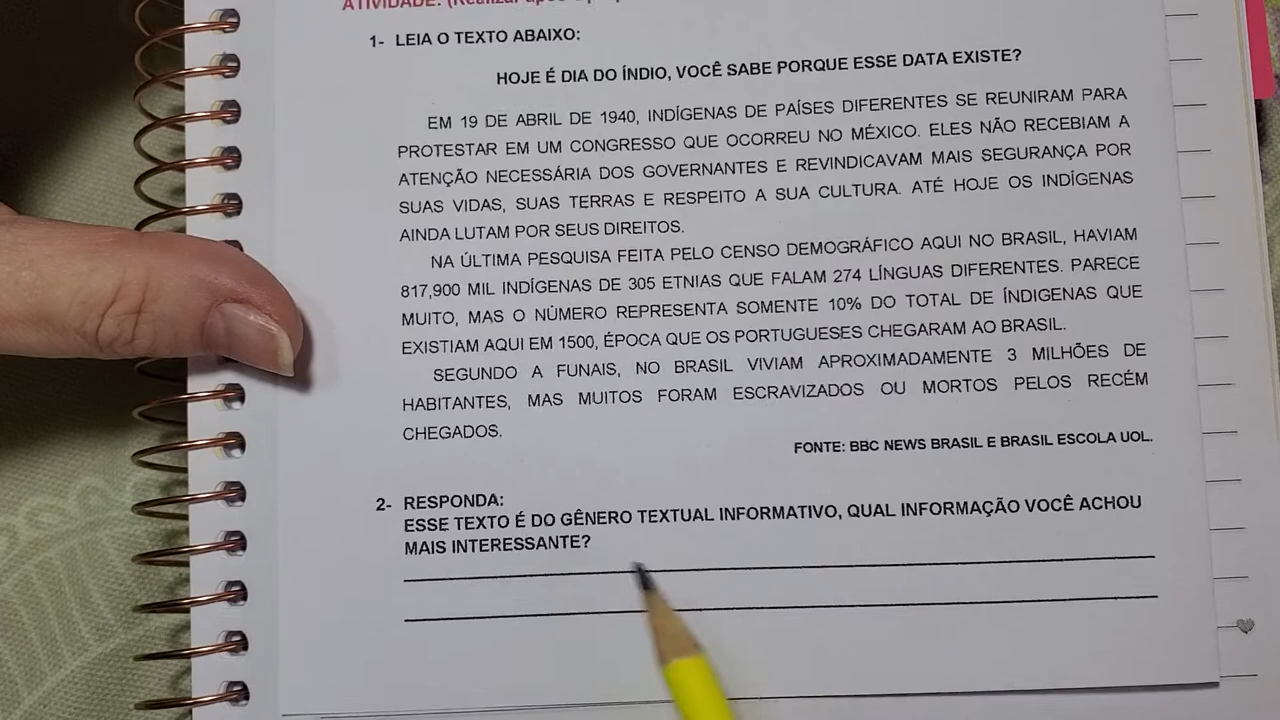 ATIVIDADE: (Realizar após
1- LEIA O TEXTO ABAIXO:
HOJE É DIA DO ÍNDIO, VOCÊ SABE PORQUE ESSE DATA EXISTE?
EM 19 DE ABRIL DE 1940, INDÍGENAS DE PAÍSES DIFERENTES SE REUNIRAM PARA
PROTESTAR EM UM CONGRESSO QUE OCORREU NO MÉXICO. ELES NÃO RECEBIAM A
ATENÇÃO NECESSÁRIA DOS GOVERNANTES E REVINDICAVAM MAIS SEGURANÇA POR
SUAS VIDAS, SUAS TERRAS E RESPEITO A SUA CULTURA. ATÉ HOJE OS INDÍGENAS
AINDA LUTAM POR SEUS DIREITOS.
NA ÚLTIMA PESQUISA FEITA PELO CENSO DEMOGRÁFICO AQUI NO BRASIL, HAVIAM
817,900 MIL INDÍGENAS DE 305 ETNIAS QUE FALAM 274 LÍNGUAS DIFERENTES. PARECE
MUITO, MAS O NÚMERO REPRESENTA SOMENTE 10% DO TOTAL DE ÍNDIGENAS QUE
EXISTIAM AQUI EM 1500, ÉPOCA QUE OS PORTUGUESES CHEGARAM AO BRASIL.
SEGUNDO A FUNAIS, NO BRASIL VIVIAM APROXIMADAMENTE 3 MILHÕES DE
HABITANTES, MAS MUITOS FORAM ESCRAVIZADOS OU MORTOS PELOS RECÉM
CHEGADOS.
FONTE: BBC NEWS BRASIL E BRASIL ESCOLA UOL.
2- RESPONDA:
ESSE TEXTO É DO GÊNERO TEXTUAL INFORMATIVO, QUAL INFORMAÇÃO VOCÊ ACHOU
MAIS INTERESSANTE?